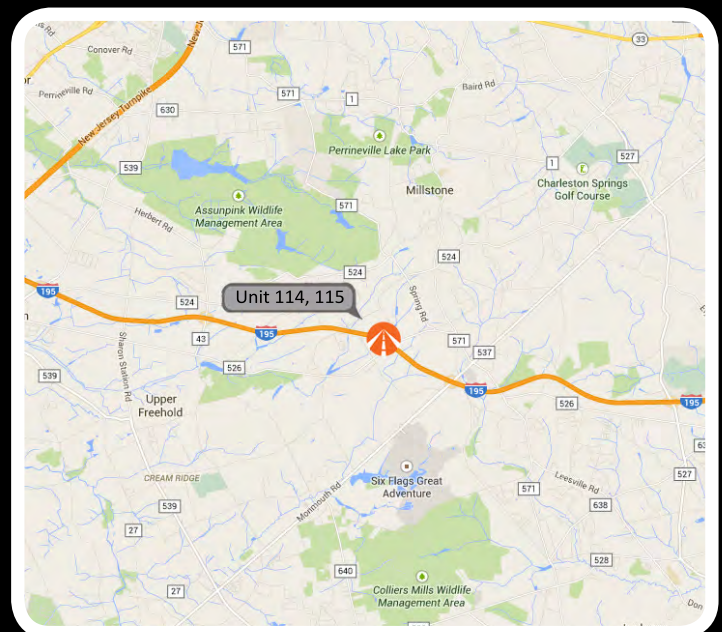 571
33
Conover Rd
New Jersey Turnpike
Perrineville Rd
571
1
Baird Rd
630
Perrineville Lake Park
539
1
527
Millstone
Charleston Springs
Golf Course
Assunpink Wildlife
Management Area
571
Herbert Rd
524
524
195
Unit 114, 115
Spring Rd
524
195
43
571
537
526
Sharon Station Rd
539
195
526
195
Upper
Freehold
Six Flags Great
Adventure
527
CREAM RIDGE
571
Leesville Rd
Monmouth Rd
539
638
27
528
640
27
Colliers Mills Wildlife
Management Area